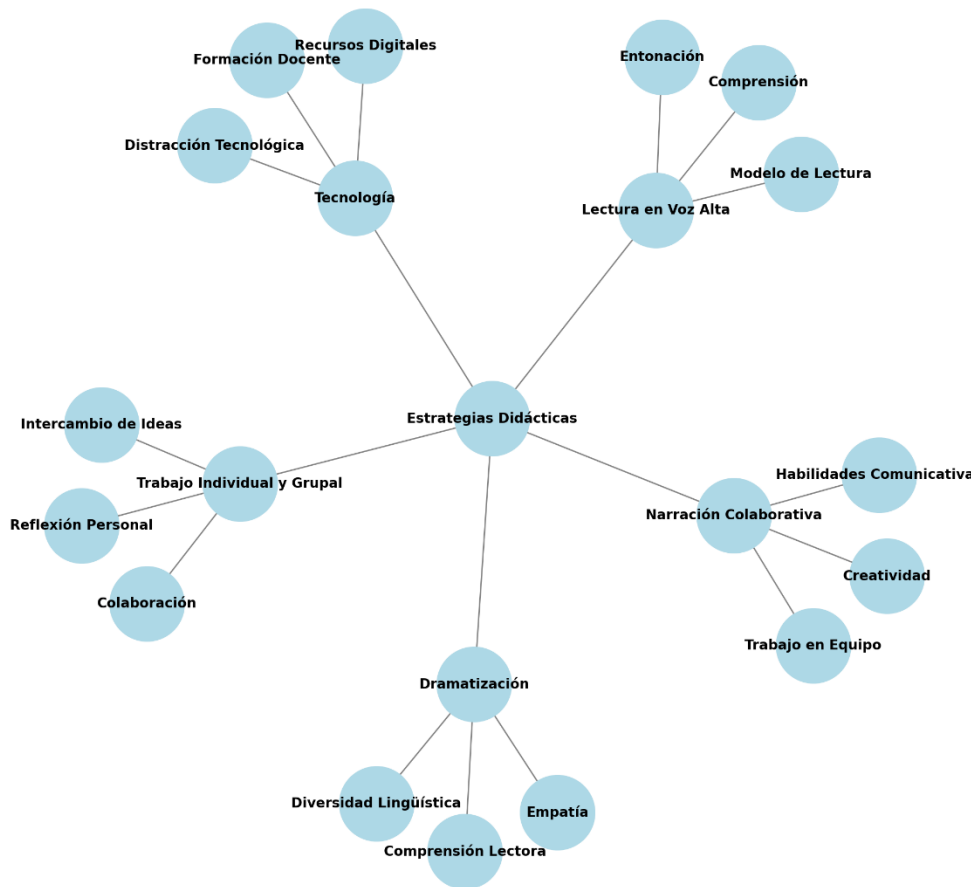 Recursos Digitales
Formación Docente
Distracción Tecnológica
Tecnología
Entonación
Comprensión
Modelo de Lectura
Lectura en Voz Alta
Estrategias Didácticas
Intercambio de Ideas
Trabajo Individual y Grupal
Reflexión Personal
Colaboración
Habilidades Comunicativa
Narración Colaborativa
Creatividad
Trabajo en Equipo
Dramatización
Diversidad Lingüística
Empatía
Comprensión Lectora